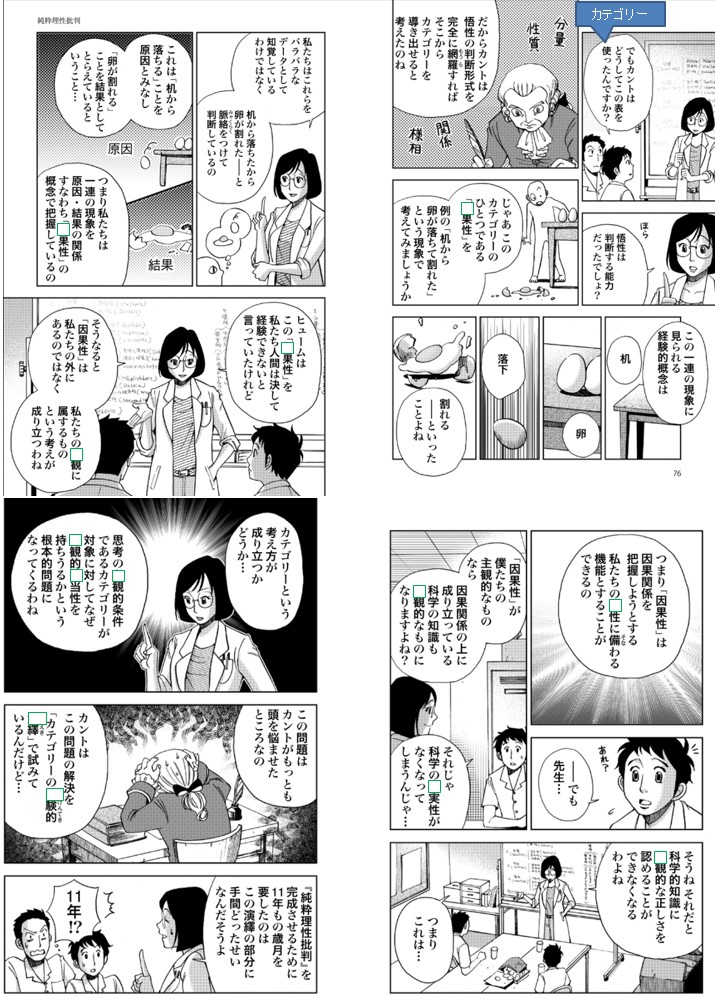 カテゴリー
でもカントは
どうしてこの表を
使ったんですか？
ほら
悟性は
判断する能力
だったでしょ？
分量
性質
関係
様相
だからカントは
悟性の判断形式を
完全に網羅すれば
そこから
カテゴリーを
導き出せると
考えたのね
じゃあこの
カテゴリーの
ひとつである
「□果性」を
例の「机から
卵が落ちて割れた」
という現象で
考えてみましょうか
この一連の現象に
見られる
経験的概念は
机
卵
落下
割れる
――といった
ことよね
76
純粋理性批判
私たちはこれらを
バラバラな
データとして
知覚している
わけではなく
机から落ちたから
卵が割れた――と
脈絡をつけて
みゃくらく
判断しているの
これは「机から
落ちる」ことを
原因とみなし
「卵が割れる」
ことを結果として
とらえていると
いうこと…
原因
結果
つまり私たちは
一連の現象を
原因・結果の関係
すなわち「□果性」の
概念で把握しているの
ヒュームは
この「□果性」を
私たち人間は決して
経験できないと
言っていたけれど
そうなると
「因果性」は
私たちの外に
あるのではなく
私たちの□観に
属するもの
という考えが
成り立つわね
つまり「因果性」は
因果関係を
把握しようとする
私たちの□性に備わる
そな
機能とすることが
できるの
あれ？
――でも
先生…
「因果性」が
僕たちの
主観的なもの
なら
因果関係の上に
成り立っている
科学の知識も
□観的なものに
なりますよね？
それじゃ
科学の□実性が
なくなって
しまうんじゃ…
そうね それだと
科学的知識に
□観的な正しさを
認めることが
できなくなる
わよね
つまり
これは…
カテゴリーという
考え方が
成り立つか
どうか…
思考の□観的条件
であるカテゴリーが
対象に対してなぜ
□観的□当性を
持ちうるかという
根本的問題に
なってくるわね
この問題は
カントがもっとも
頭を悩ませた
ところなの
カントは
この問題の解決を
「カテゴリーの□験的
□繹」で試みて
えんえき
いるんだけど…
『純粋理性批判』を
完成させるために
11年もの歳月を
要したのは
この演繹の部分に
手間どったせい
なんだそうよ
11年!?